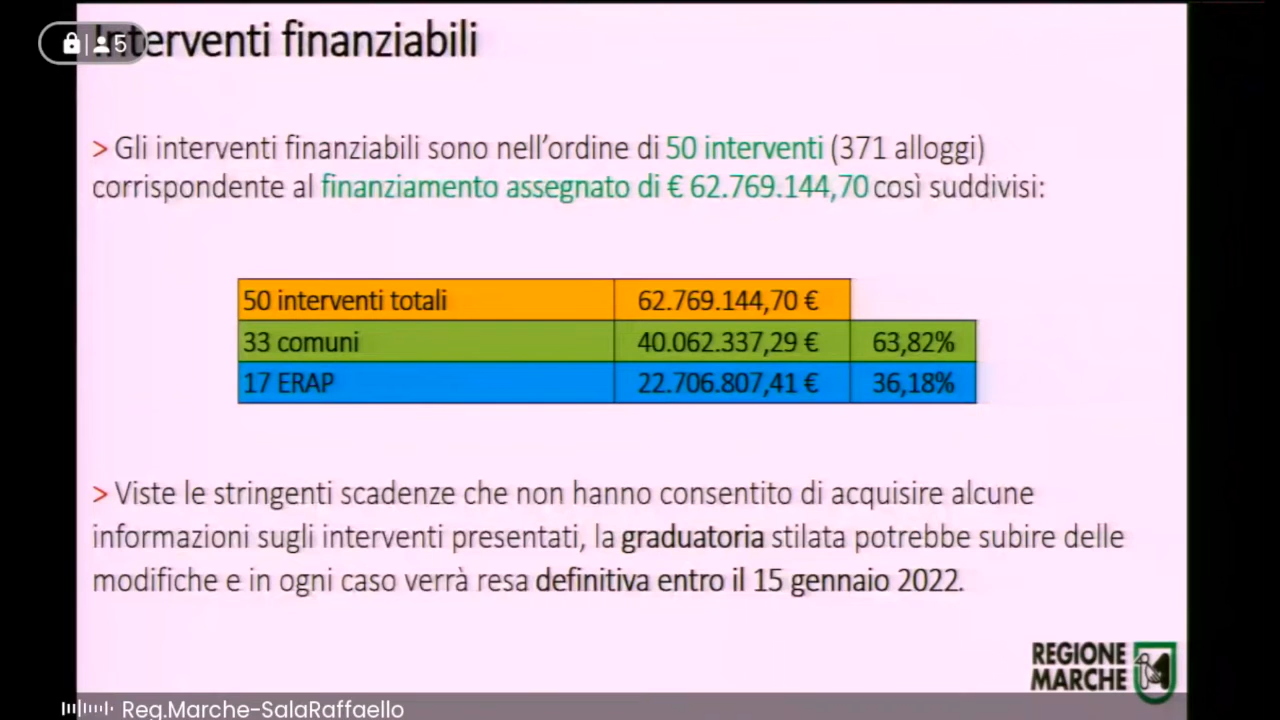 Interventi finanziabili
5
> Gli interventi finanziabili sono nell'ordine di 50 interventi (371 alloggi)
corrispondente al finanziamento assegnato di € 62.769.144,70 così suddivisi:
50 interventi totali 62.769.144,70 €
33 comuni 40.062.337,29 € 63,82%
17 ERAP 22.706.807,41 € 36,18%
> Viste le stringenti scadenze che non hanno consentito di acquisire alcune
informazioni sugli interventi presentati, la graduatoria stilata potrebbe subire delle
modifiche e in ogni caso verrà resa definitiva entro il 15 gennaio 2022.
REGIONE
MARCHE
Reg.Marche-SalaRaffaello